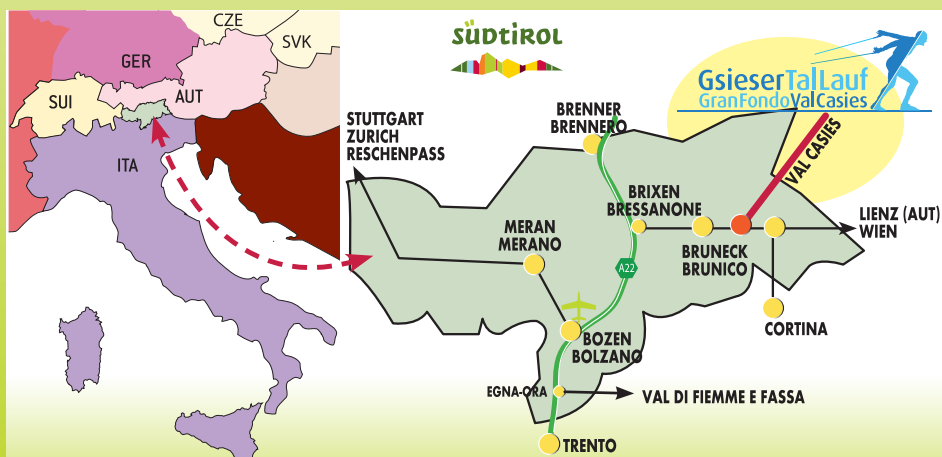 CZE
SVK
GER
AUT
SUI
ITA
SÜDTIROL
GsieserTalLauf
GranFondoValCasies
STUTTGART
ZURICH
RESCHENPASS
BRENNER
BRENNERO
VAL CASIES
BRIXEN
BRESSANONE
MERAN
MERANO
LIENZ (AUT)
WIEN
BRUNECK
BRUNICO
A22
CORTINA
BOZEN
BOLZANO
EGNA-ORA
VAL DI FIEMME E FASSA
TRENTO